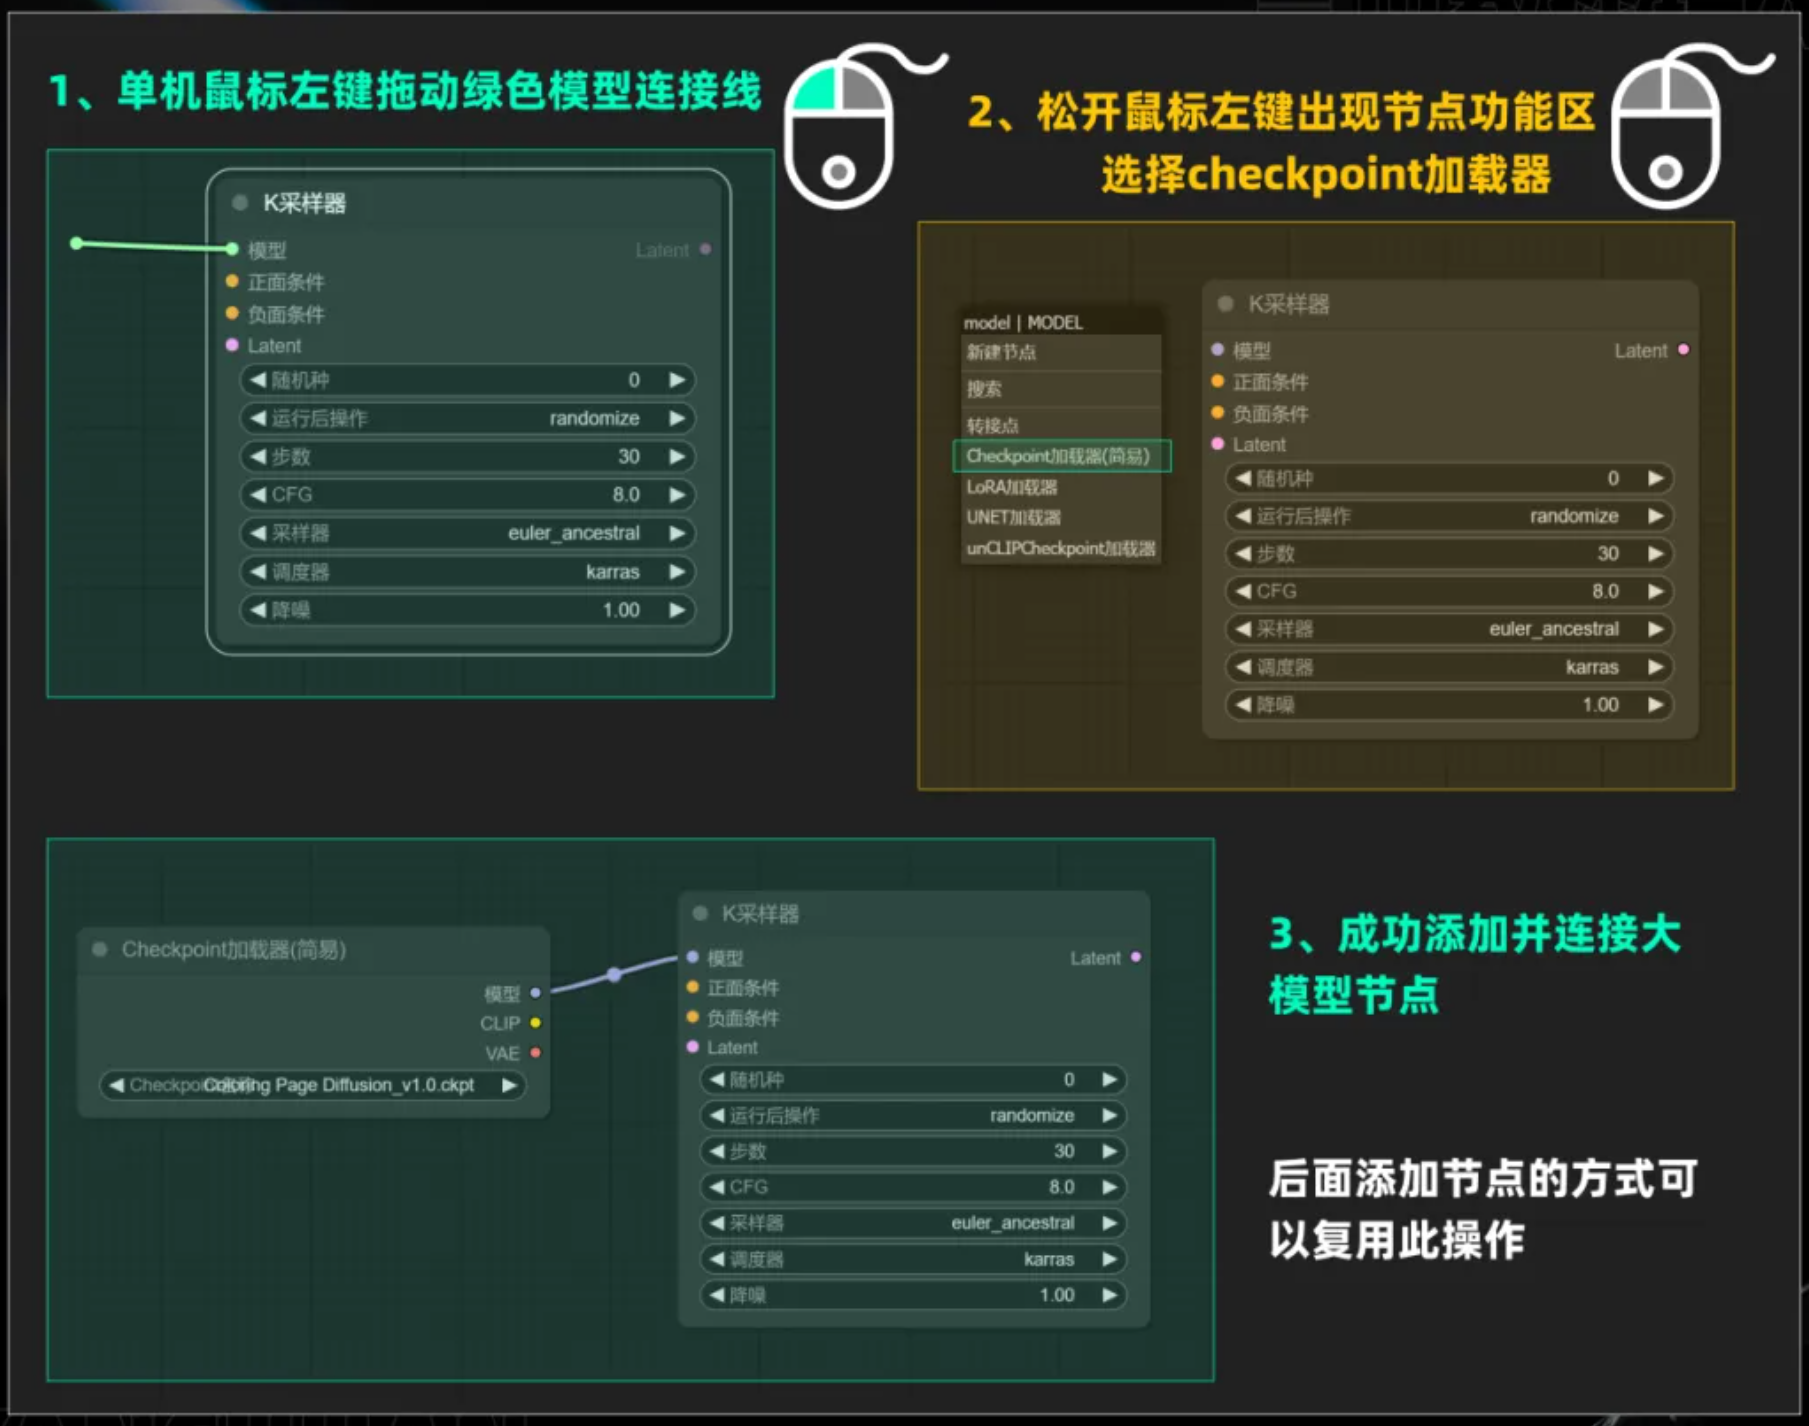 1、单机鼠标左键拖动绿色模型连接线
K采样器
模型 Latent
正面条件
负面条件
Latent
随机种 0
运行后操作 randomize
步数 30
CFG 8.0
采样器 euler_ancestral
调度器 karras
降噪 1.00
2、松开鼠标左键出现节点功能区
选择checkpoint加载器
model | MODEL
新建节点
搜索
转接点
Checkpoint加载器(简易)
LoRA加载器
UNET加载器
unCLIPCheckpoint加载器
K采样器
模型 Latent
正面条件
负面条件
Latent
随机种 0
运行后操作 randomize
步数 30
CFG 8.0
采样器 euler_ancestral
调度器 karras
降噪 1.00
Checkpoint加载器(简易)
模型
CLIP
VAE
Coloring Page Diffusion_v1.0.ckpt
K采样器
模型 Latent
正面条件
负面条件
Latent
随机种 0
运行后操作 randomize
步数 30
CFG 8.0
采样器 euler_ancestral
调度器 karras
降噪 1.00
3、成功添加并连接大
模型节点
后面添加节点的方式可
以复用此操作